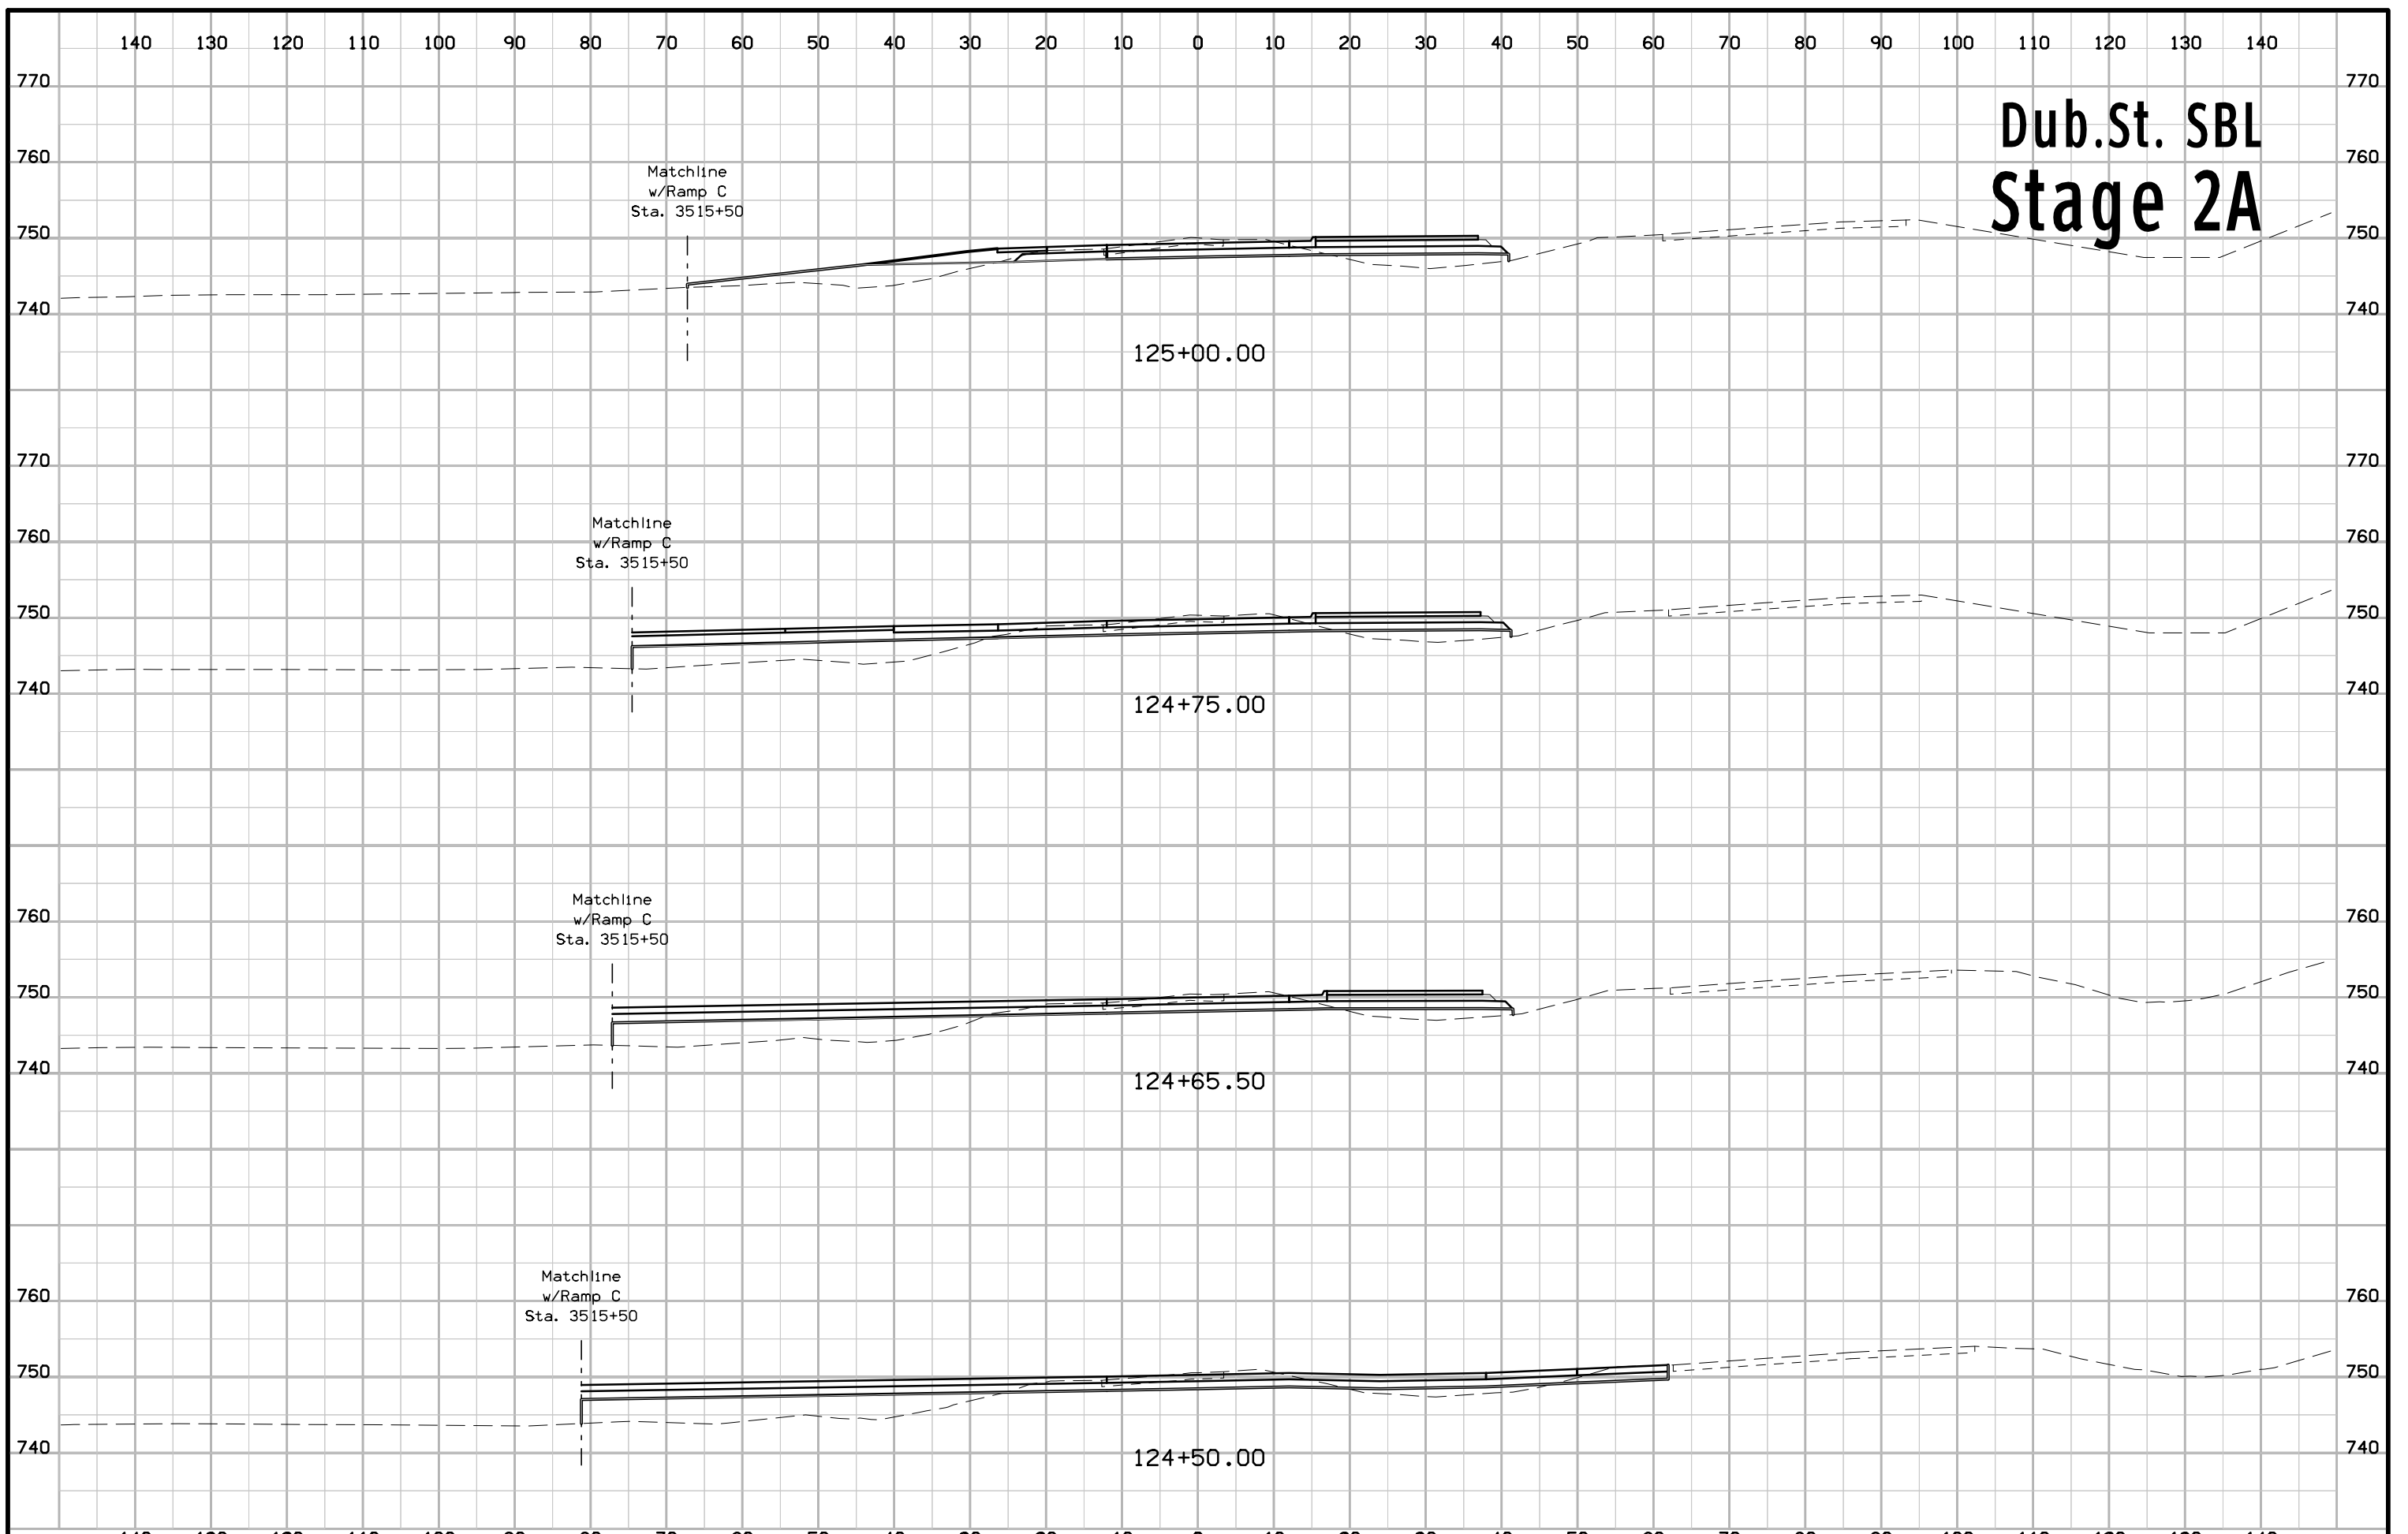 140 130 120 110 100 90 80 70 60 50 40 30 20 10 0 10 20 30 40 50 60 70 80 90 100 110 120 130 140
770 770
Dub.St. SBL
760 760
Matchline
w/Ramp C
Sta. 3515+50
Stage 2A
750 750
740 740
125+00.00
770 770
Matchline
760 760
w/Ramp C
Sta. 3515+50
750 750
740 740
124+75.00
Matchline
760 760
w/Ramp C
Sta. 3515+50
750 750
740 740
124+65.50
Matchline
760 760
w/Ramp C
Sta. 3515+50
750 750
740 740
124+50.00